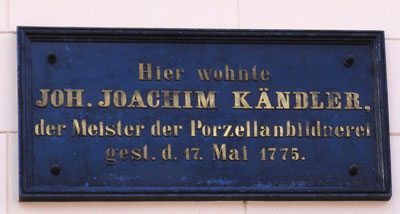 Hier wohnte
JOH. JOACHIM KÄNDLER,
der Meister der Porzellanbildnerei
gest. d. 17. Mai 1775.